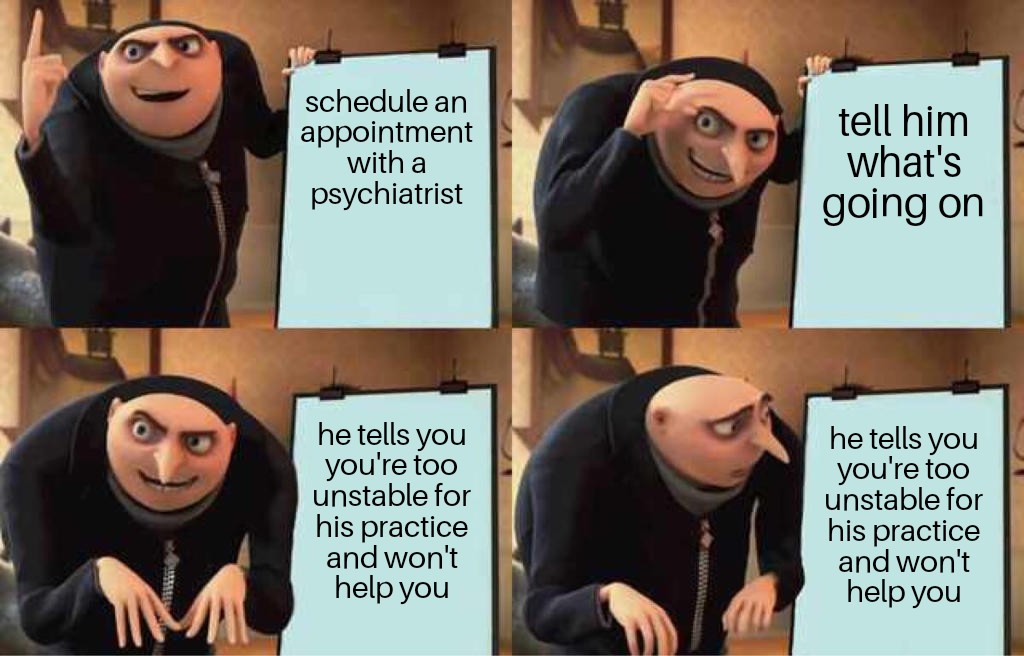 schedule an
appointment
with a
psychiatrist
tell him
what's
going on
he tells you
you're too
unstable for
his practice
and won't
help you
he tells you
you're too
unstable for
his practice
and won't
help you